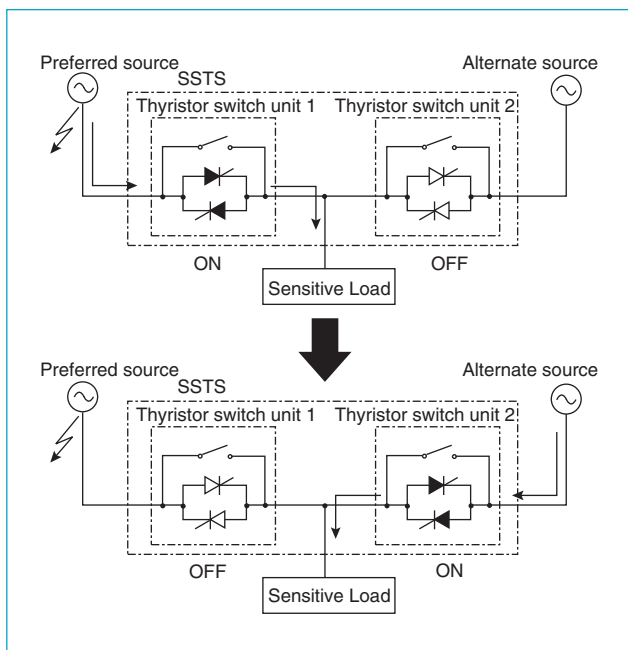 Preferred source
Alternate source
SSTS
Thyristor switch unit 1
Thyristor switch unit 2
ON
OFF
Sensitive Load
Preferred source
Alternate source
SSTS
Thyristor switch unit 1
Thyristor switch unit 2
OFF
ON
Sensitive Load